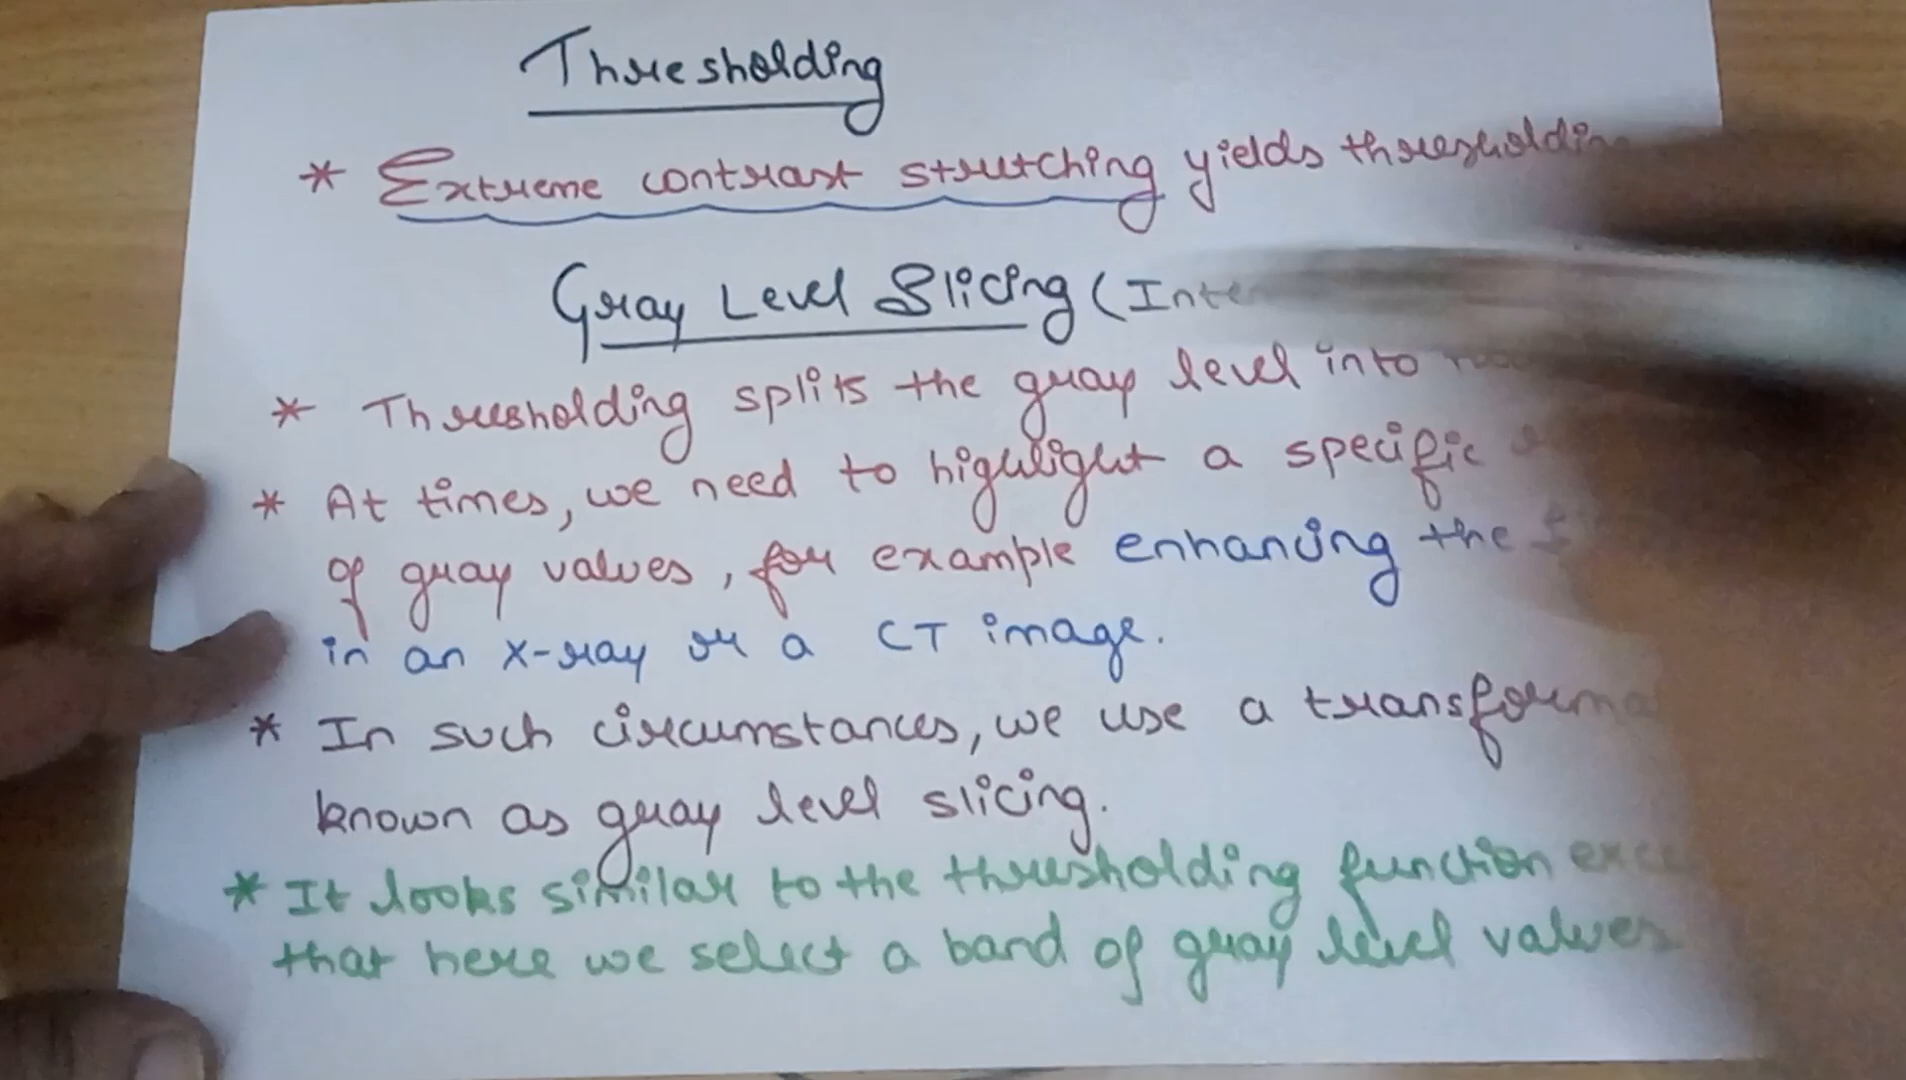 Thresholding
* Extreme contrast stretching yields thresholding
Gray Level Slicing (
* Thresholding splits the gray level into
* At times, we need to highlight a specific
of gray values, for example enhancing the
in an x-ray or a CT image.
* In such circumstances, we use a
known as gray level slicing.
* It looks similar to the thresholding function
that here we select a band of gray level values